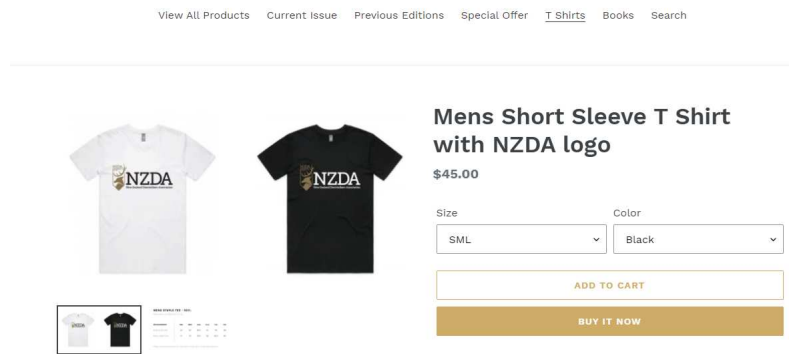 View All Products Current Issue Previous Editions Special Offer T Shirts Books Search
Mens Short Sleeve T Shirt
with NZDA logo
$45.00
Size Color
SML Black
ADD TO CART
BUY IT NOW
NZDA
NZDA